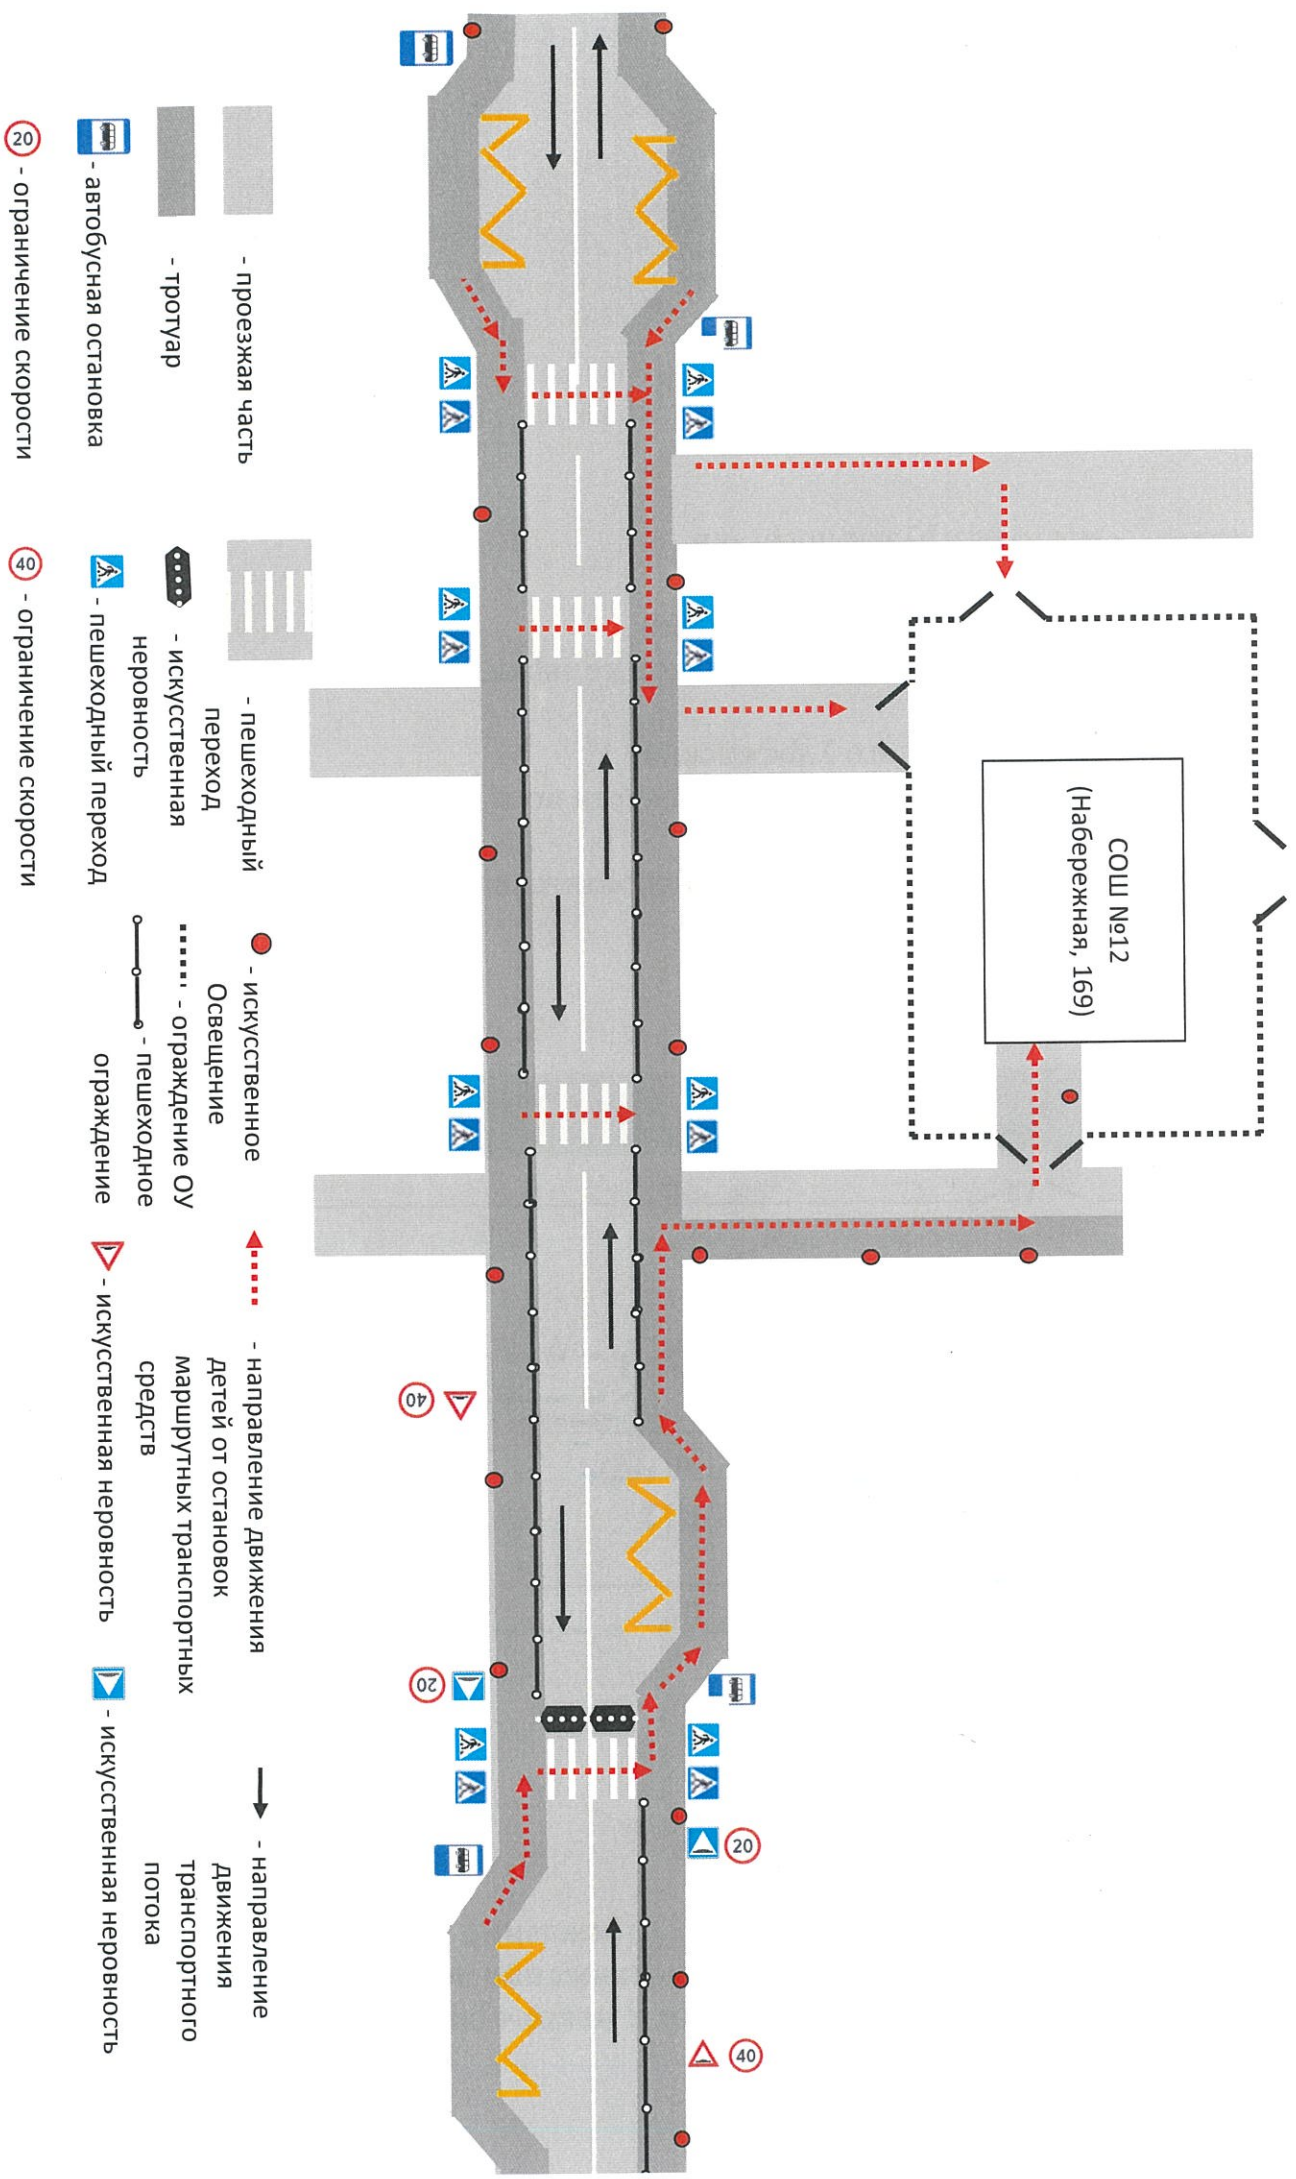 СОШ №12
(Набережная, 169)
40
20
20
40
- проезжая часть
- тротуар
- автобусная остановка
20 - ограничение скорости
- пешеходный
переход
- искусственная
неровность
- пешеходный переход
40 - ограничение скорости
- искусственное
Освещение
- ограждение ОУ
- пешеходное
ограждение
- направление движения
детей от остановок
маршрутных транспортных
средств
- искусственная неровность
- направление
движения
транспортного
потока
- искусственная неровность